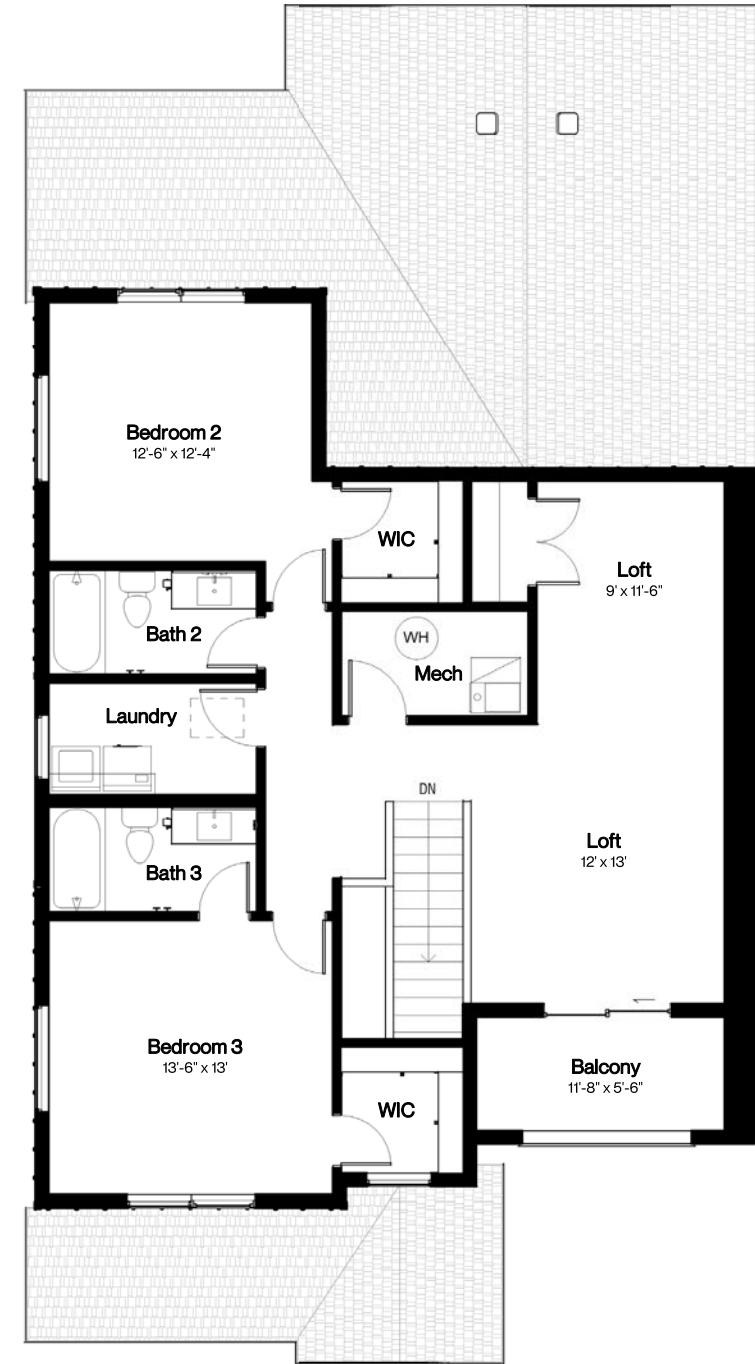 Bedroom 2
12'-6" x 12'-4"
WIC
Loft
9' x 11'-6"
Bath 2
WH
Mech
Laundry
DN
Loft
12' x 13'
Bath 3
Bedroom 3
13'-6" x 13'
Balcony
11'-8" x 5'-6"
WIC